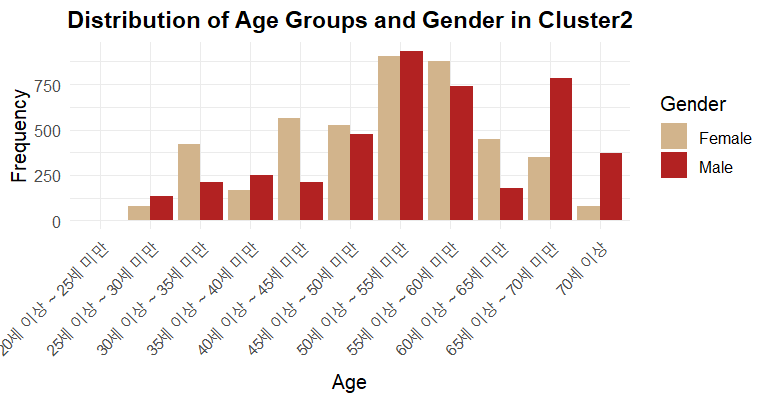 Distribution of Age Groups and Gender in Cluster2
Frequency
750
500
250
0
20세 이상 ~ 25세 미만
25세 이상 ~ 30세 미만
30세 이상 ~ 35세 미만
35세 이상 ~ 40세 미만
40세 이상 ~ 45세 미만
45세 이상 ~ 50세 미만
50세 이상 ~ 55세 미만
55세 이상 ~ 60세 미만
60세 이상 ~ 65세 미만
65세 이상 ~ 70세 미만
70세 이상
Age
Gender
Female
Male